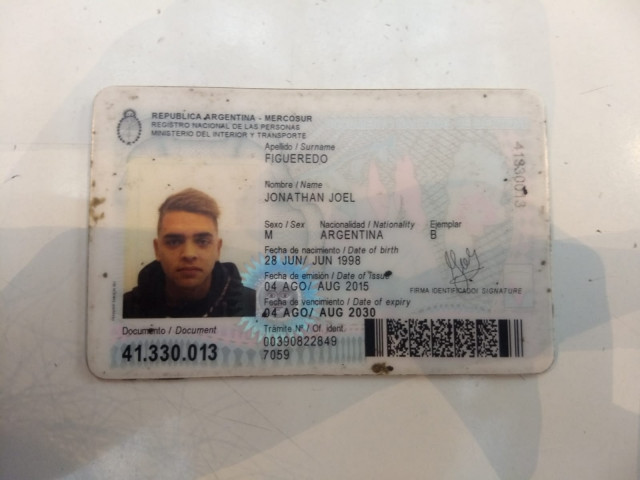 REPUBLICA ARGENTINA - MERCOSUR
REGISTRO NACIONAL DE LAS PERSONAS
MINISTERIO DEL INTERIOR Y TRANSPORTE
Apellido / Surname
FIGUEREDO
Nombre / Name
JONATHAN JOEL
Sexo / Sex Nacionalidad / Nationality Ejemplar
M ARGENTINA B
Fecha de nacimiento / Date of birth
28 JUN/ JUN 1998
Fecha de emisión / Date of Issue
04 AGO/ AUG 2015
FIRMA IDENTIFICADO/ SIGNATURE
Fecha de vencimiento / Date of expiry
04 AGO/ AUG 2030
Documento / Document
41.330.013
Trámite Nº / Of. ident.
00390822849
7059
41330013